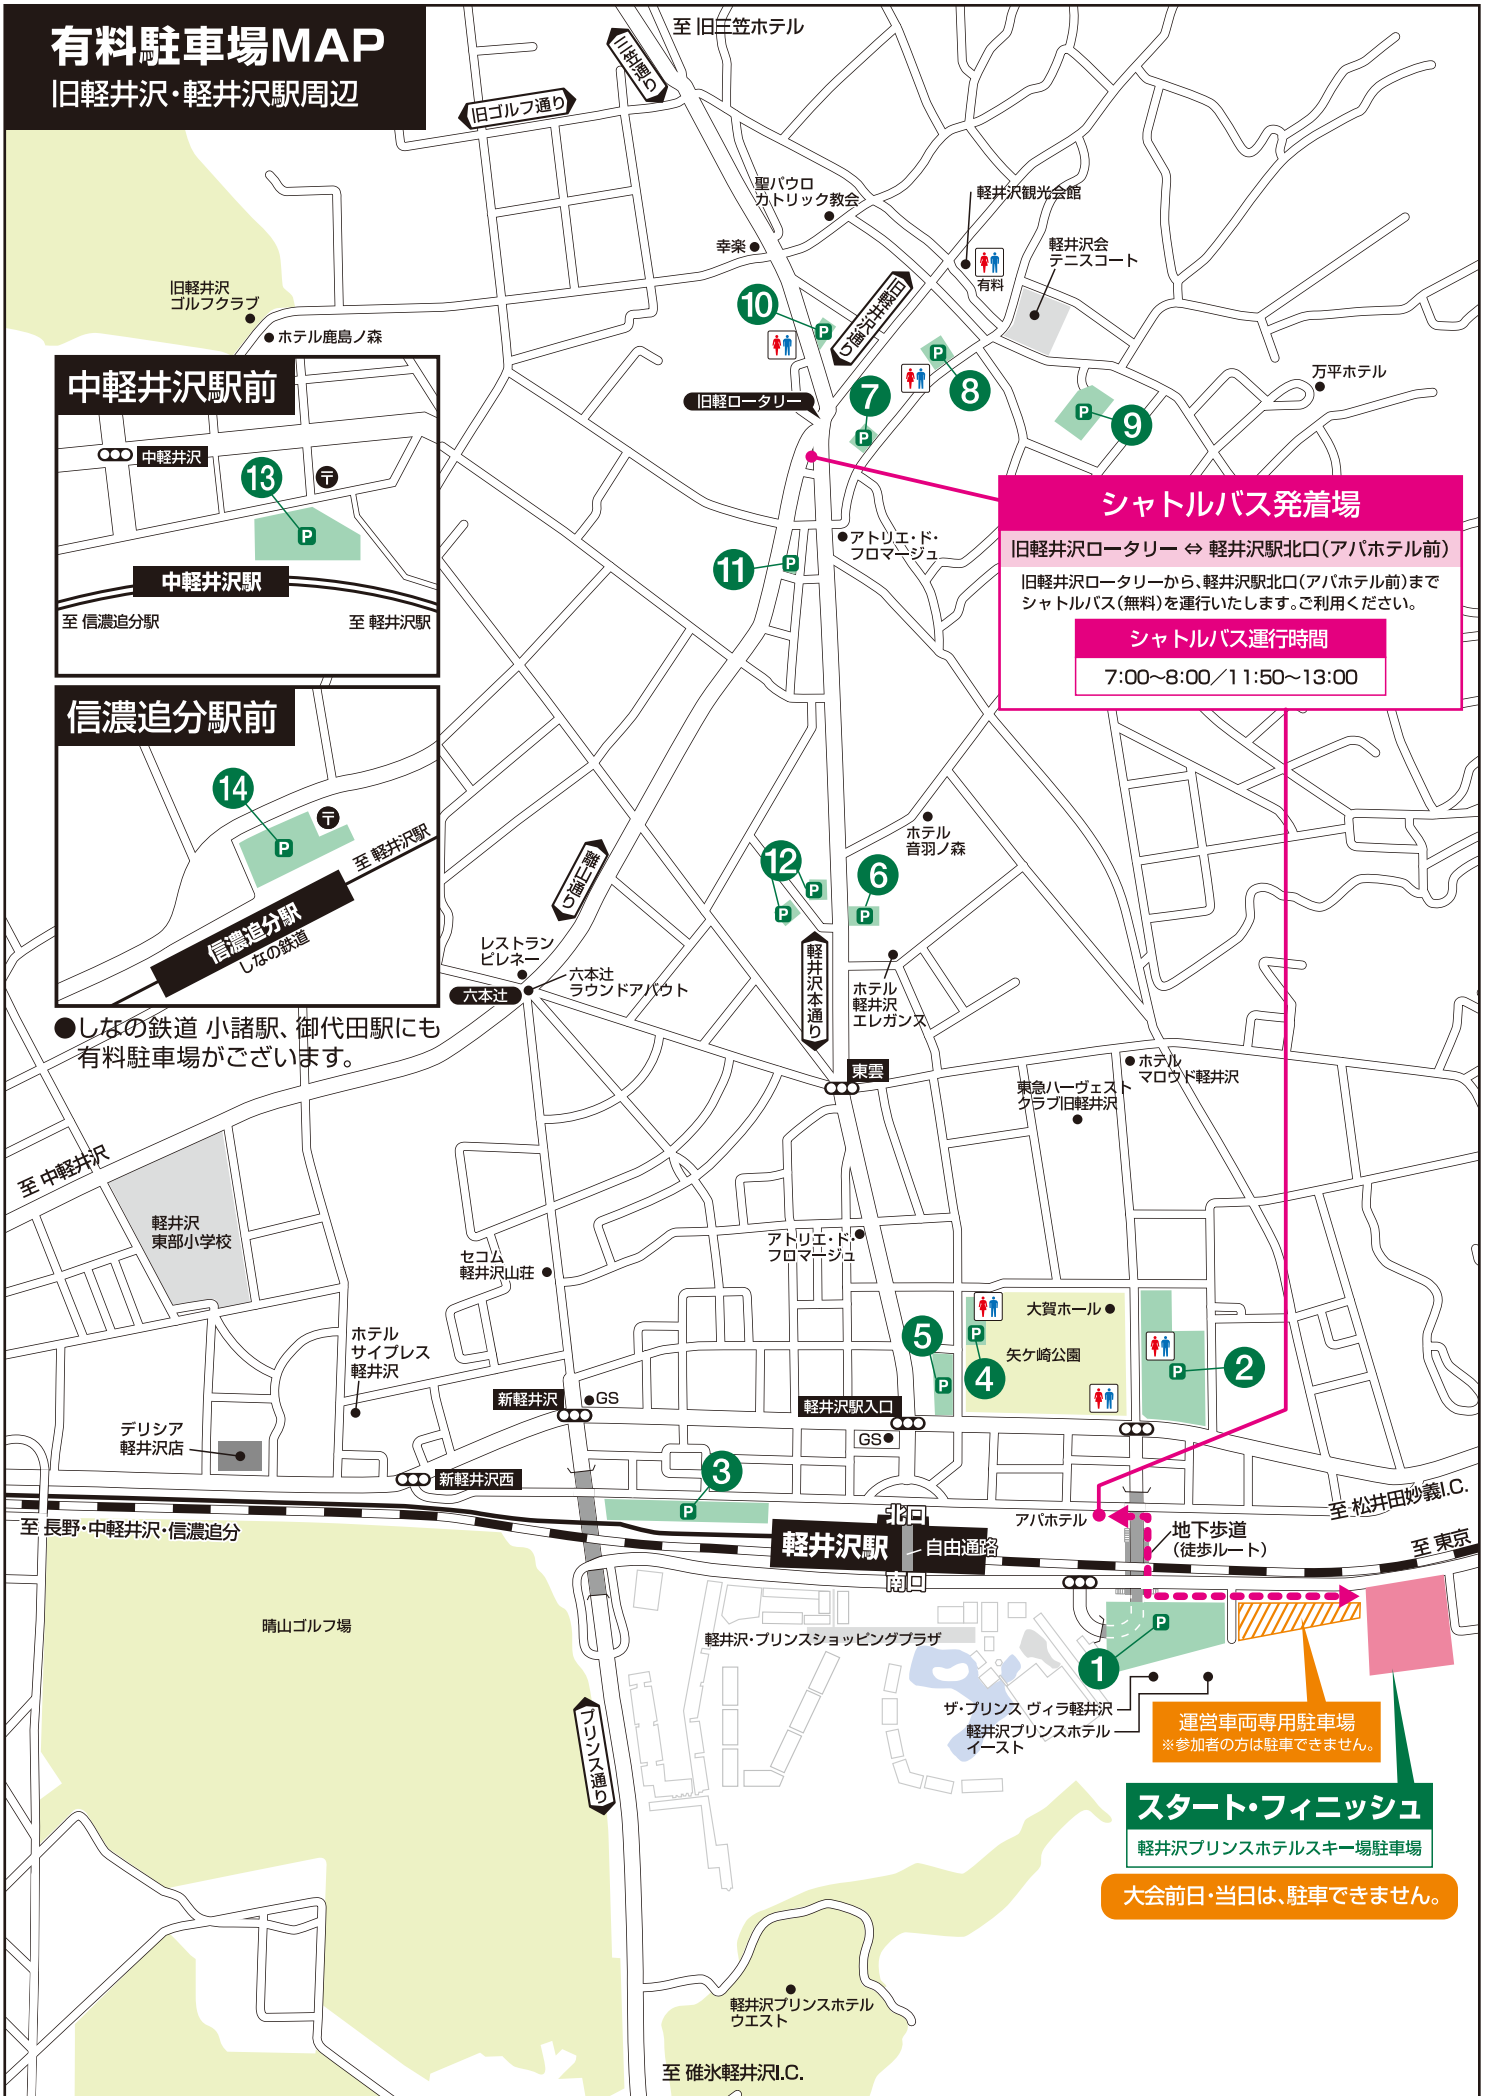 有料駐車場MAP
旧軽井沢・軽井沢駅周辺
至 旧三笠ホテル
三笠通り
旧ゴルフ通り
聖パウロ
カトリック教会
軽井沢観光会館
幸楽
軽井沢会
テニスコート
有料
旧軽井沢
ゴルフクラブ
ホテル鹿島ノ森
10
旧軽井沢通り
8
7
旧軽ロータリー
万平ホテル
9
P
P
P
P
中軽井沢駅前
中軽井沢
13
〒
P
中軽井沢駅
至 信濃追分駅
至 軽井沢駅
シャトルバス発着場
旧軽井沢ロータリー ⇔ 軽井沢駅北口(アパホテル前)
旧軽井沢ロータリーから、軽井沢駅北口(アパホテル前)まで
シャトルバス(無料)を運行いたします。ご利用ください。
シャトルバス運行時間
7:00〜8:00／11:50〜13:00
アトリエ・ド・
フロマージュ
11
P
信濃追分駅前
14
〒
P
至 軽井沢駅
信濃追分駅
しなの鉄道
●しなの鉄道 小諸駅、御代田駅にも
有料駐車場がございます。
離山通り
ホテル
音羽ノ森
12
P
P
6
P
レストラン
ピレネー
六本辻
ラウンドアバウト
六本辻
軽井沢本通り
ホテル
軽井沢
エレガンス
東雲
ホテル
マロウド軽井沢
東急ハーヴェスト
クラブ旧軽井沢
至 中軽井沢
軽井沢
東部小学校
セコム
軽井沢山荘
アトリエ・ド・
フロマージュ
大賀ホール
矢ケ崎公園
5
P
4
P
2
P
ホテル
サイプレス
軽井沢
新軽井沢
GS
軽井沢駅入口
GS
デリシア
軽井沢店
新軽井沢西
3
P
至 長野・中軽井沢・信濃追分
北口
軽井沢駅
自由通路
南口
アパホテル
至 松井田妙義I.C.
地下歩道
(徒歩ルート)
至 東京
晴山ゴルフ場
軽井沢・プリンスショッピングプラザ
1
P
ザ・プリンス ヴィラ軽井沢
軽井沢プリンスホテル
イースト
プリンス通り
運営車両専用駐車場
※参加者の方は駐車できません。
スタート・フィニッシュ
軽井沢プリンスホテルスキー場駐車場
大会前日・当日は、駐車できません。
軽井沢プリンスホテル
ウエスト
至 碓氷軽井沢I.C.